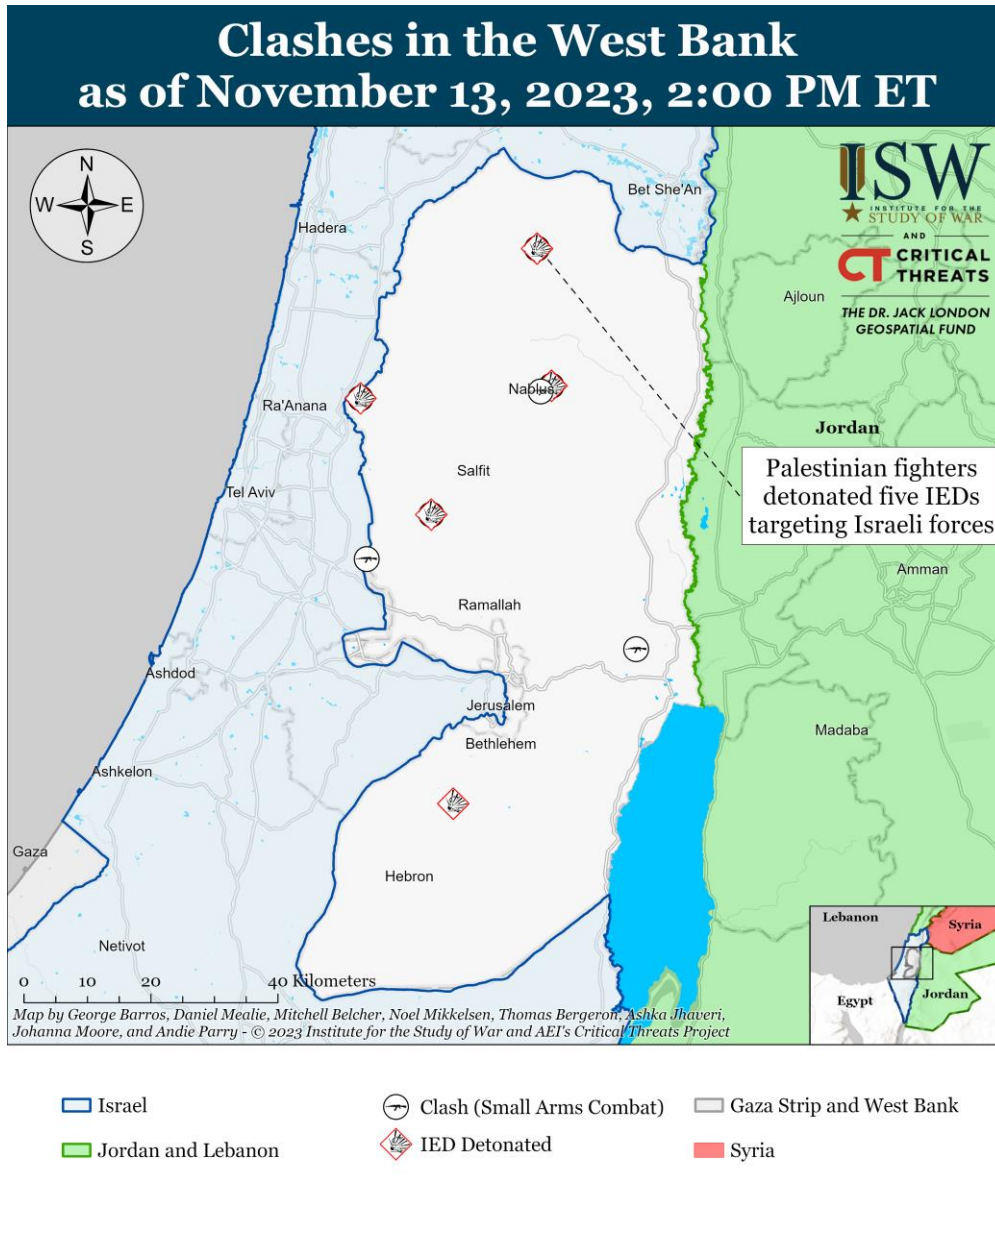 Clashes in the West Bank
as of November 13, 2023, 2:00 PM ET
N
W
E
S
ISW
INSTITUTE FOR THE
STUDY OF WAR
AND
CT CRITICAL
THREATS
THE DR. JACK LONDON
GEOSPATIAL FUND
Bet She'An
Hadera
Ajloun
Nablus
Ra'Anana
Jordan
Salfit
Palestinian fighters
detonated five IEDs
targeting Israeli forces
Tel Aviv
Amman
Ramallah
Ashdod
Jerusalem
Madaba
Bethlehem
Ashkelon
Gaza
Hebron
Netivot
Lebanon
Syria
Egypt
Jordan
0 10 20 40 Kilometers
Map by George Barros, Daniel Mealie, Mitchell Belcher, Noel Mikkelsen, Thomas Bergeron, Ashka Jhaveri,
Johanna Moore, and Andie Parry - © 2023 Institute for the Study of War and AEI's Critical Threats Project
Israel
Clash (Small Arms Combat)
Gaza Strip and West Bank
Jordan and Lebanon
IED Detonated
Syria